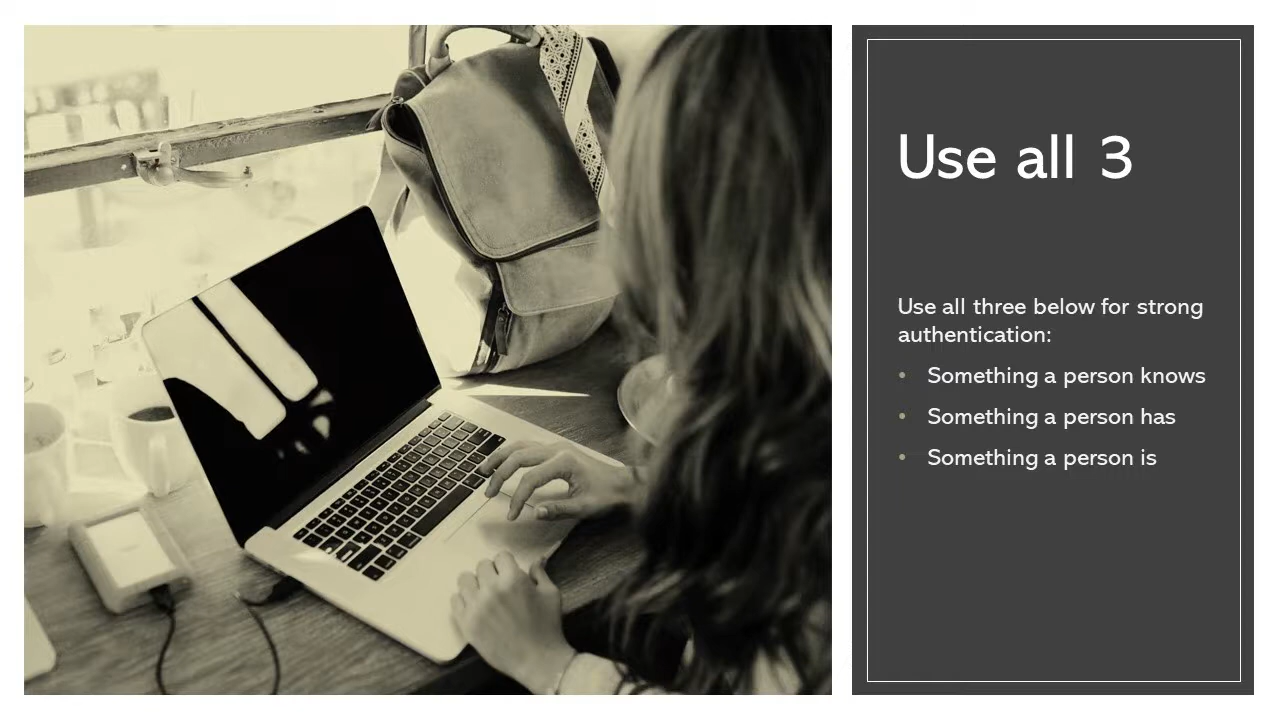 Use all 3
Use all three below for strong
authentication:
• Something a person knows
• Something a person has
• Something a person is